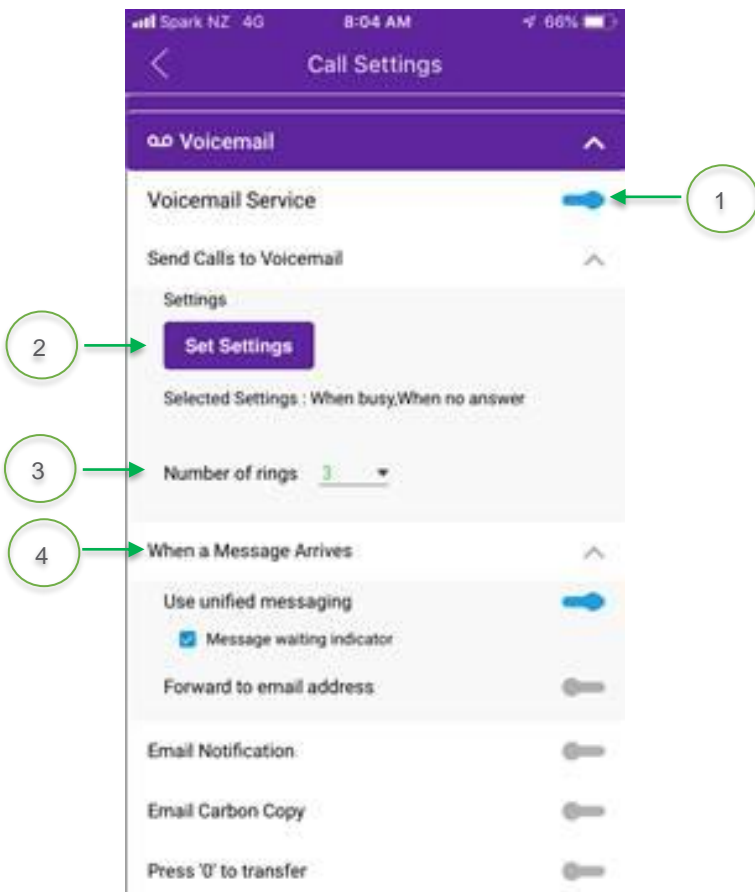 Spark NZ 4G 8:04 AM 66%
Call Settings
Voicemail
Voicemail Service
1
Send Calls to Voicemail
Settings
2
Set Settings
Selected Settings : When busy,When no answer
3
Number of rings 3
4
When a Message Arrives
Use unified messaging
Message waiting indicator
Forward to email address
Email Notification
Email Carbon Copy
Press '0' to transfer